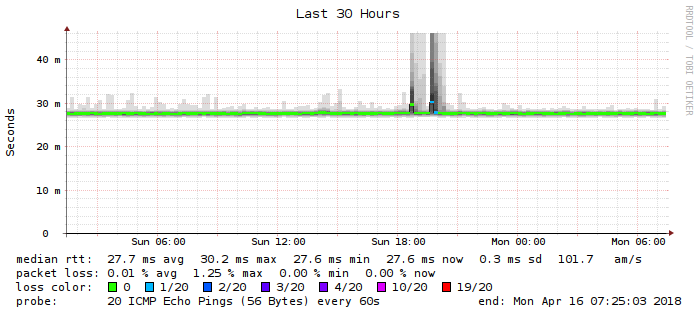 Last 30 Hours
RRDTOOL / TOBI OETIKER
Seconds
40 m
30 m
20 m
10 m
0
Sun 06:00 Sun 12:00 Sun 18:00 Mon 00:00 Mon 06:00
median rtt: 27.7 ms avg 30.2 ms max 27.6 ms min 27.6 ms now 0.3 ms sd 101.7 am/s
packet loss: 0.01 % avg 1.25 % max 0.00 % min 0.00 % now
loss color: 0 1/20 2/20 3/20 4/20 10/20 19/20
probe: 20 ICMP Echo Pings (56 Bytes) every 60s end: Mon Apr 16 07:25:03 2018